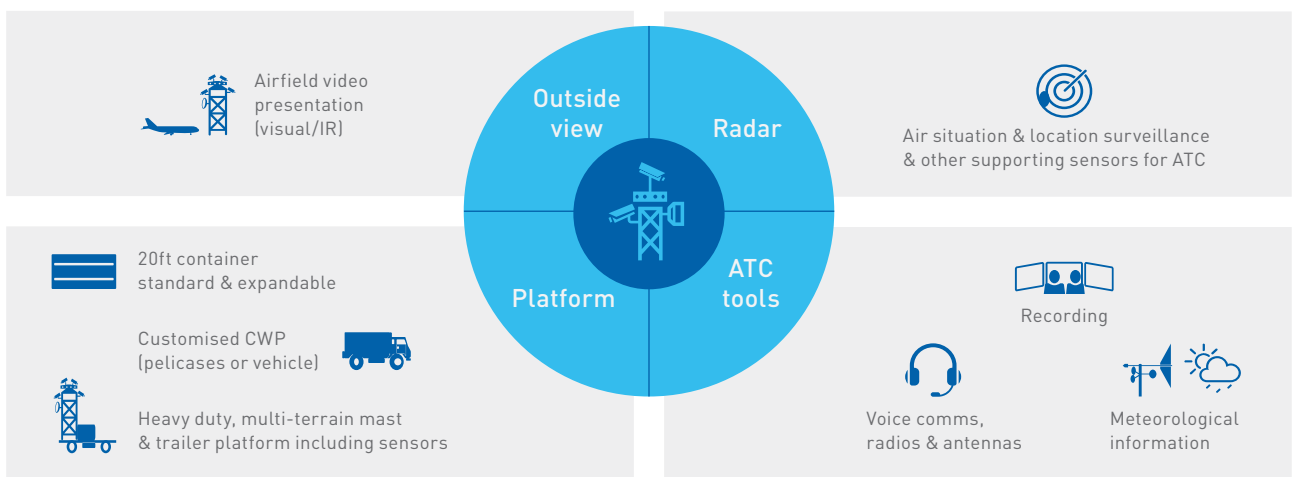 Airfield video
presentation
(visual/IR)
Outside
view
Radar
Air situation & location surveillance
& other supporting sensors for ATC
20ft container
standard & expandable
Customised CWP
(pelicases or vehicle)
Heavy duty, multi-terrain mast
& trailer platform including sensors
Platform
ATC
tools
Recording
Voice comms,
radios & antennas
Meteorological
information